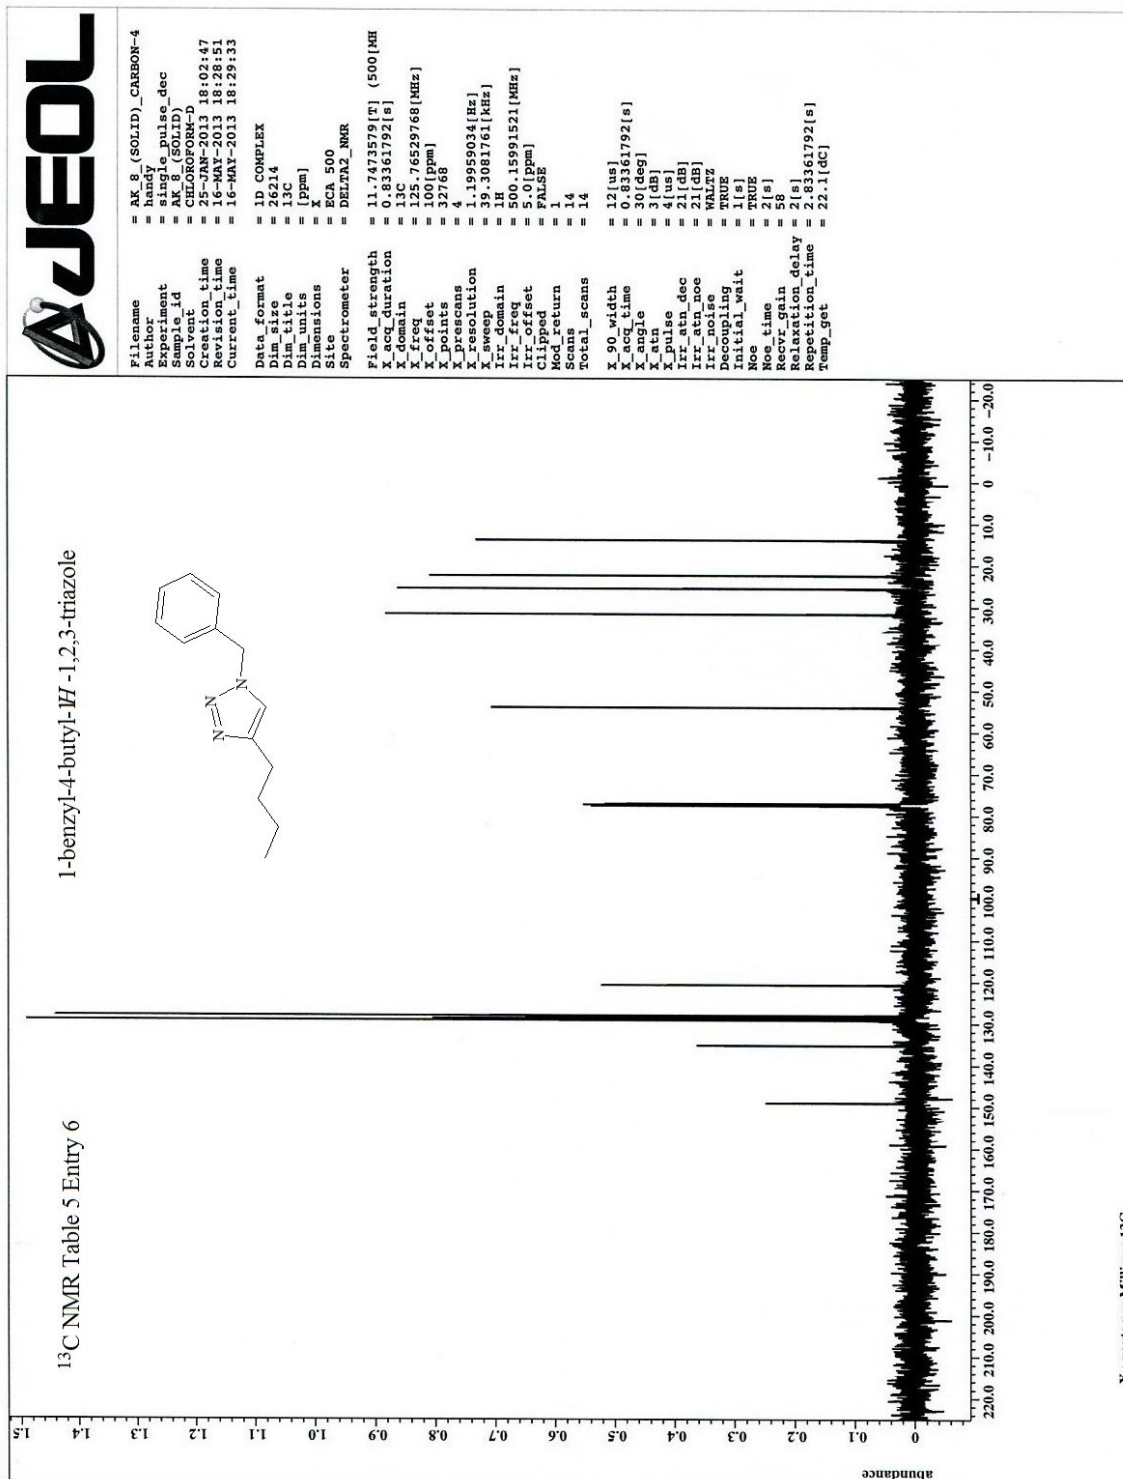 ¹³C NMR Table 5 Entry 6
1-benzyl-4-butyl-1H -1,2,3-triazole
N
N
N
JEOL
Filename = AK_8_(SOLID)_CARBON-4
Author = handy
Experiment = single_pulse_dec
Sample_id = AK_8_(SOLID)
Solvent = CHLOROFORM-D
Creation_time = 25-JAN-2013 18:02:47
Revision_time = 16-MAY-2013 18:28:51
Current_time = 16-MAY-2013 18:29:33
Data_format = 1D COMPLEX
Dim_size = 26214
Dim_title = 13C
Dim_units = [ppm]
Dimensions = X
Site = ECA 500
Spectrometer = DELTA2_NMR
Field_strength = 11.7473579[T] (500[MH
X_acq_duration = 0.83361792[s]
X_domain = 13C
X_freq = 125.76529768[MHz]
X_offset = 100[ppm]
X_points = 32768
X_prescans = 4
X_resolution = 1.19959034[Hz]
X_sweep = 39.3081761[kHz]
Irr_domain = 1H
Irr_freq = 500.15991521[MHz]
Irr_offset = 5.0[ppm]
Clipped = FALSE
Mod_return = 1
Scans = 14
Total_scans = 14
X_90_width = 12[us]
X_acq_time = 0.83361792[s]
X_angle = 30[deg]
X_atn = 3[dB]
X_pulse = 4[us]
Irr_atn_dec = 21[dB]
Irr_atn_noe = 21[dB]
Irr_noise = WALTZ
Decoupling = TRUE
Initial_wait = 1[s]
Noe = TRUE
Noe_time = 2[s]
Recvr_gain = 58
Relaxation_delay = 2[s]
Repetition_time = 2.83361792[s]
Temp_get = 22.1[dC]
abundance
0 0.1 0.2 0.3 0.4 0.5 0.6 0.7 0.8 0.9 1.0 1.1 1.2 1.3 1.4 1.5
220.0 210.0 200.0 190.0 180.0 170.0 160.0 150.0 140.0 130.0 120.0 110.0 100.0 90.0 80.0 70.0 60.0 50.0 40.0 30.0 20.0 10.0 0 -10.0 -20.0